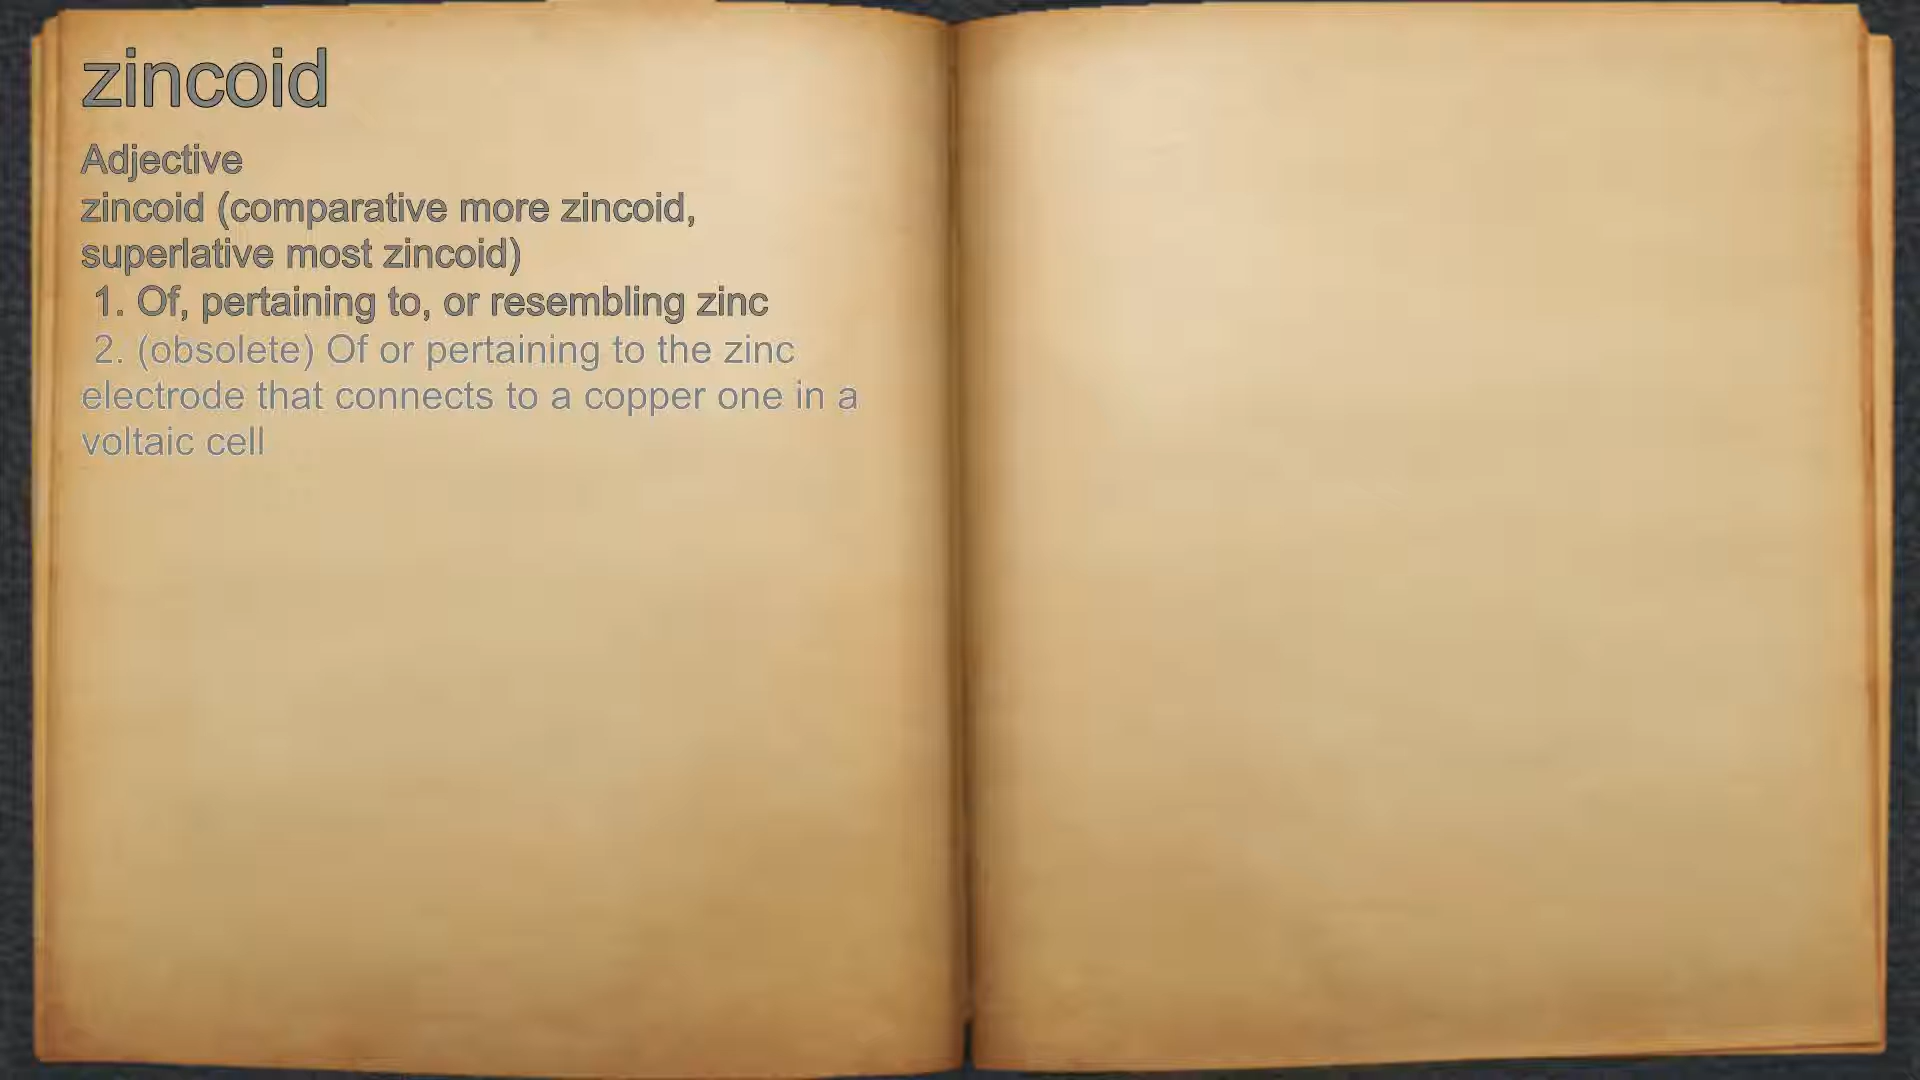 zincoid
Adjective
zincoid (comparative more zincoid,
superlative most zincoid)
1. Of, pertaining to, or resembling zinc
2. (obsolete) Of or pertaining to the zinc
electrode that connects to a copper one in a
voltaic cell